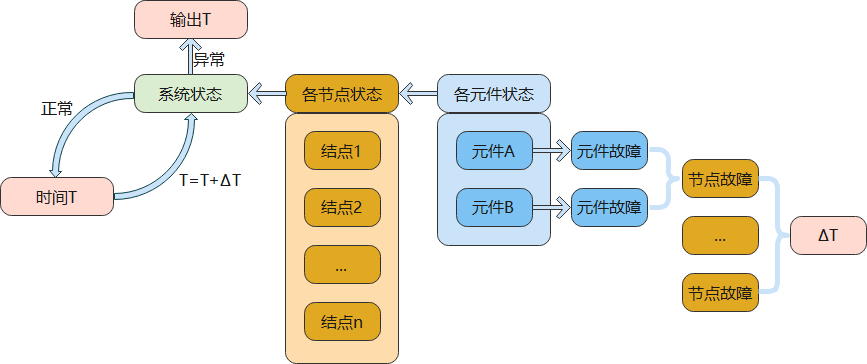 输出T
异常
系统状态
各节点状态
各元件状态
正常
结点1
元件A
元件故障
时间T
T=T+ΔT
节点故障
结点2
元件B
元件故障
...
ΔT
...
节点故障
结点n